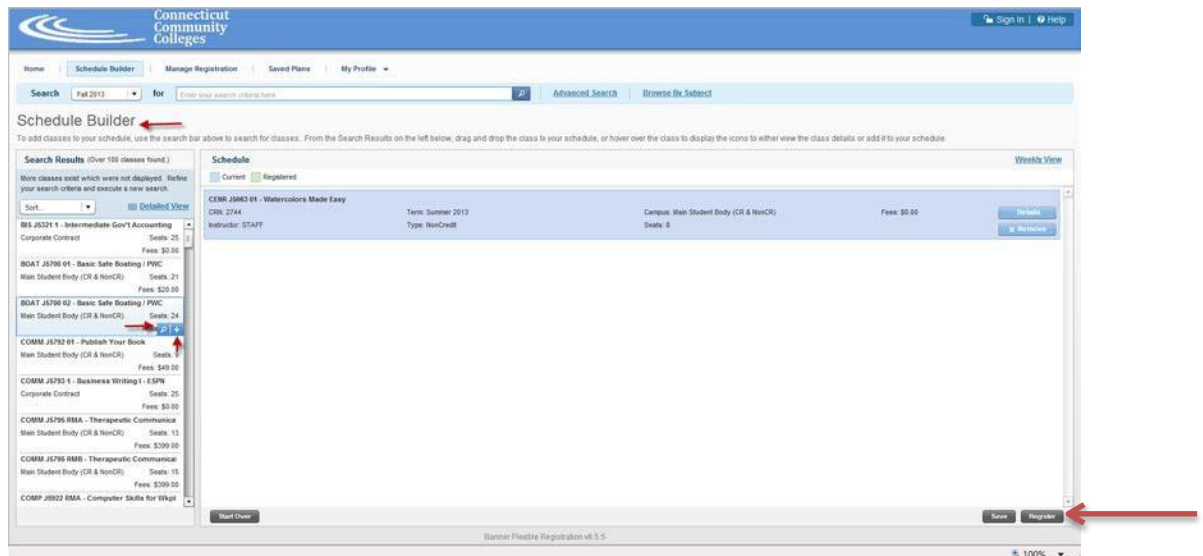 Connecticut
Community
Colleges
Sign In | Help
Home | Schedule Builder | Manage Registration | Saved Plans | My Profile
Search Fall 2013 for Enter your search criteria here Advanced Search Browse By Subject
Schedule Builder
To add classes to your schedule, use the search bar above to search for classes. From the Search Results on the left below, drag and drop the class to your schedule, or hover over the class to display the icons to either view the class details or add it to your schedule.
Search Results (Over 100 classes found.)
More classes exist which were not displayed. Refine
your search criteria and execute a new search.
Sort... Detailed View
BIS J5321 1 - Intermediate Gov't Accounting
Corporate Contract Seats: 25
Fees: $0.00
BOAT J5700 01 - Basic Safe Boating / PWC
Main Student Body (CR & NonCR) Seats: 21
Fees: $20.00
BOAT J5700 02 - Basic Safe Boating / PWC
Main Student Body (CR & NonCR) Seats: 24
COMM J5792 01 - Publish Your Book
Main Student Body (CR & NonCR) Seats: 9
Fees: $49.00
COMM J5793 1 - Business Writing I - ESPN
Corporate Contract Seats: 25
Fees: $0.00
COMM J5795 RMA - Therapeutic Communica
Main Student Body (CR & NonCR) Seats: 13
Fees: $399.00
COMM J5795 RMB - Therapeutic Communica
Main Student Body (CR & NonCR) Seats: 15
Fees: $399.00
COMP J5922 RMA - Computer Skills for Wkpl
Schedule Weekly View
Current Registered
CENR J5663 01 - Watercolors Made Easy
CRN: 2744 Term: Summer 2013 Campus: Main Student Body (CR & NonCR) Fees: $0.00 Details
Instructor: STAFF Type: NonCredit Seats: 8 x Remove
Start Over Save Register
Banner Flexible Registration v8.5.5
100%